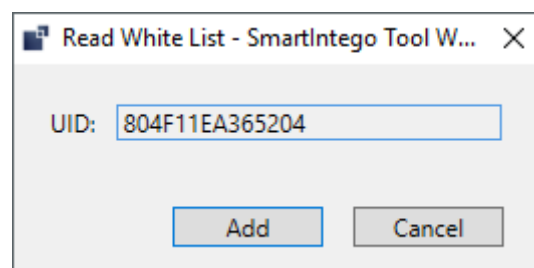 Read White List - SmartIntego Tool W...
UID: 804F11EA365204
Add Cancel